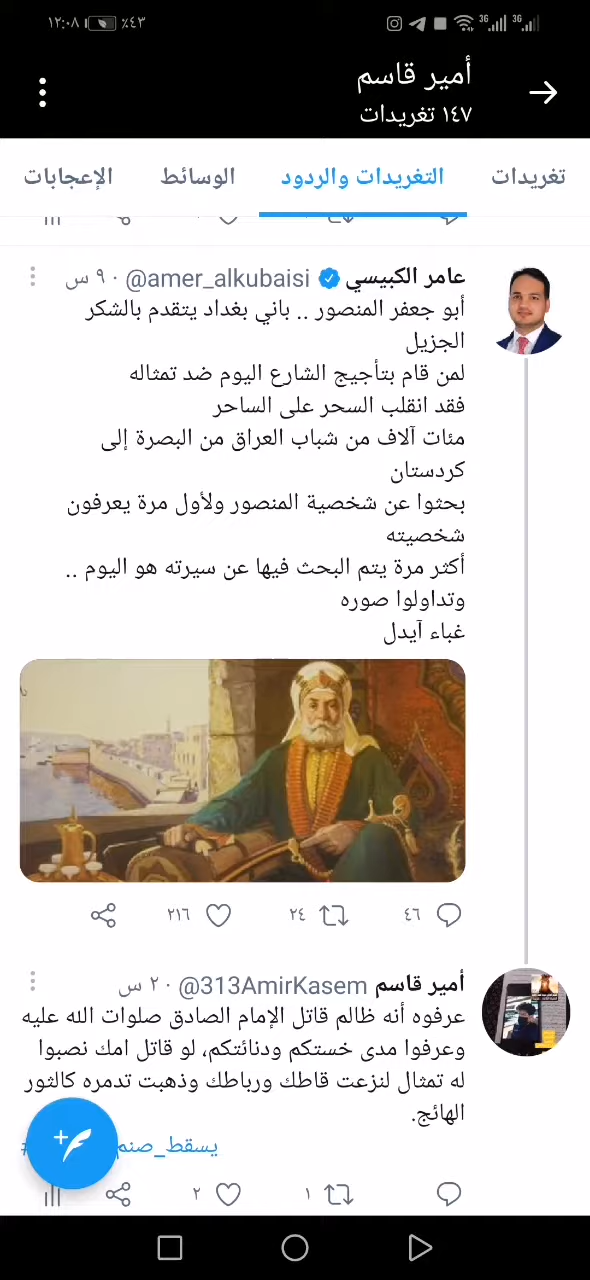 ١٢:٠٨ ٪٤٣
3G 3G
أمير قاسم
١٤٧ تغريدات
تغريدات التغريدات والردود الوسائط الإعجابات
عامر الكبيسي @amer_alkubaisi · ٩ س
أبو جعفر المنصور .. باني بغداد يتقدم بالشكر
الجزيل
لمن قام بتأجيج الشارع اليوم ضد تمثاله
فقد انقلب السحر على الساحر
مئات آلاف من شباب العراق من البصرة إلى
كردستان
بحثوا عن شخصية المنصور ولأول مرة يعرفون
شخصيته
أكثر مرة يتم البحث فيها عن سيرته هو اليوم ..
وتداولوا صوره
غباء آيدل
٤٦ ٢٤ ٢١٦
أمير قاسم @313AmirKasem · ٢ س
عرفوه أنه ظالم قاتل الإمام الصادق صلوات الله عليه
وعرفوا مدى خستكم ودنائتكم، لو قاتل امك نصبوا
له تمثال لنزعت قاطك ورباطك وذهبت تدمره كالثور
الهائج.
يسقط_صنم
١ ٢